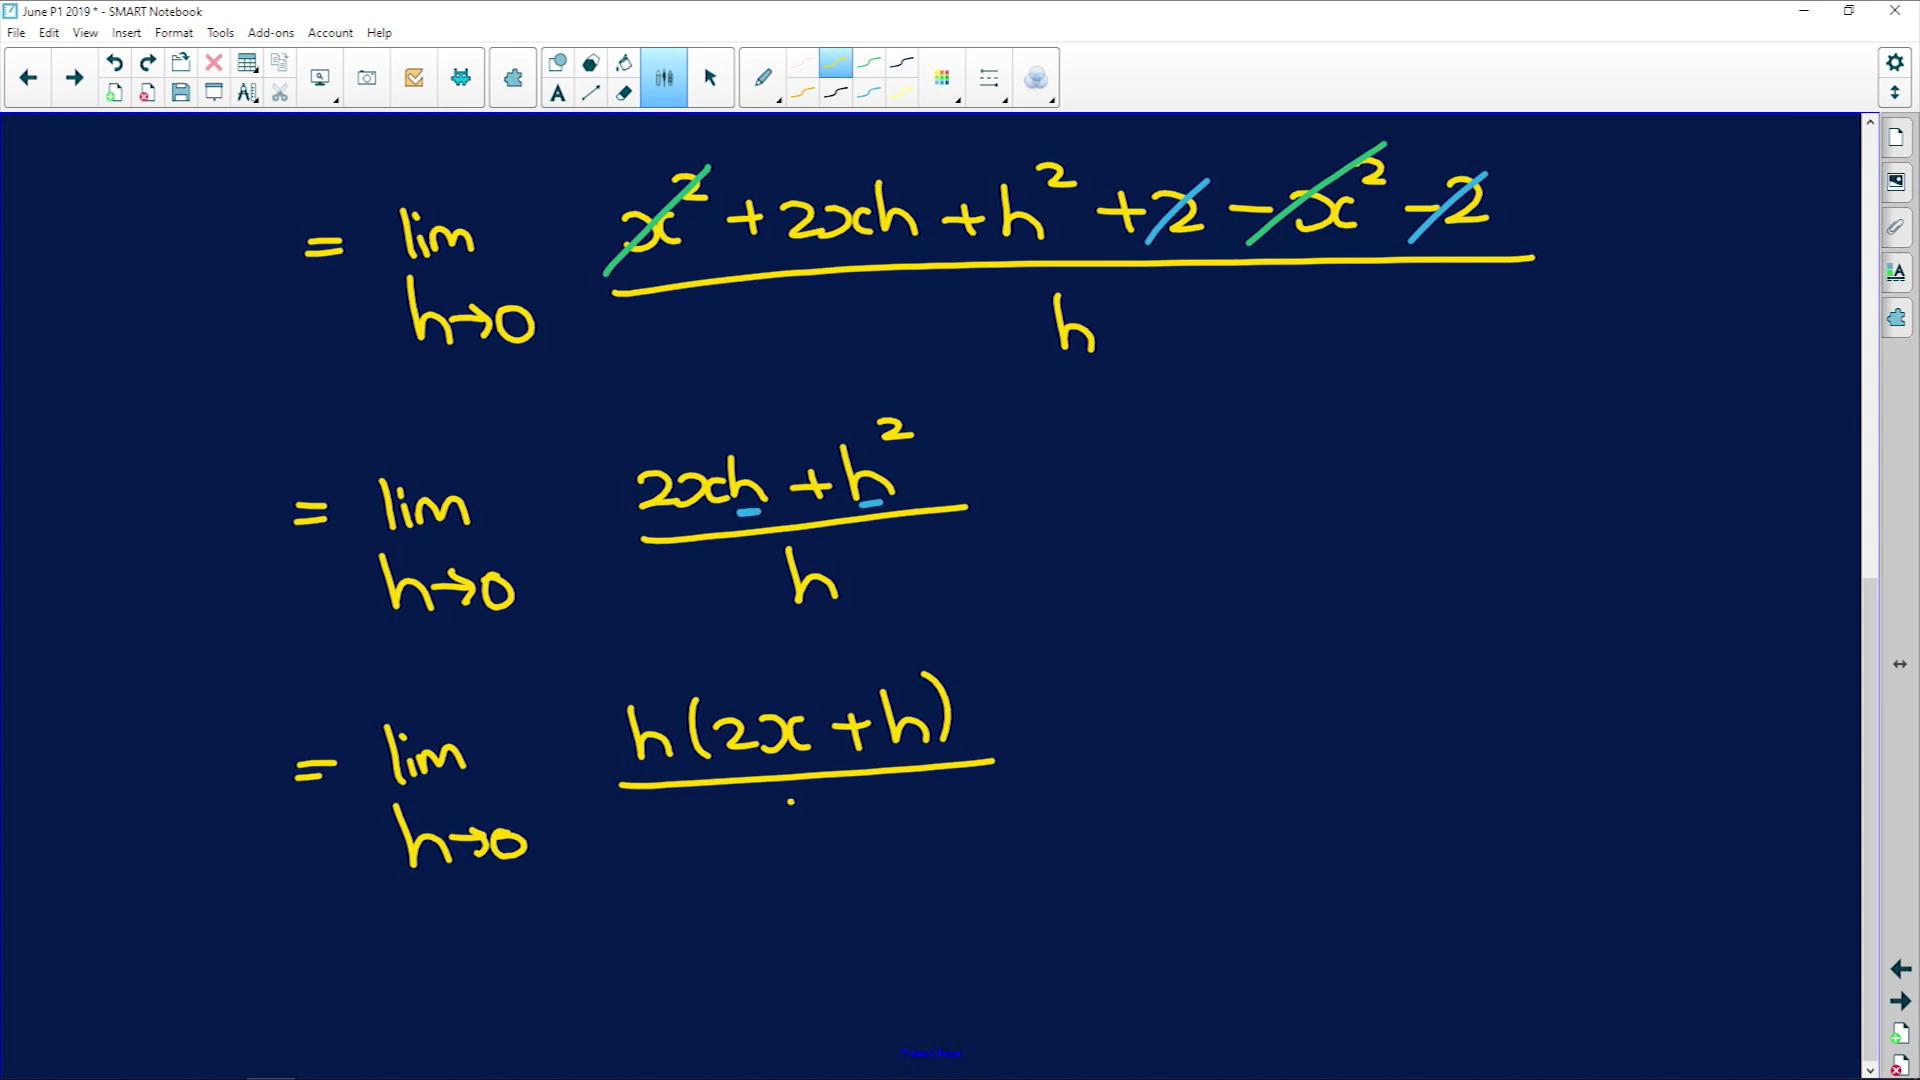 June P1 2019 * - SMART Notebook
File Edit View Insert Format Tools Add-ons Account Help
= lim x² + 2xh + h² + 2 - x² - 2
h→0 h
= lim 2xh + h²
h→0 h
= lim h(2x + h)
h→0